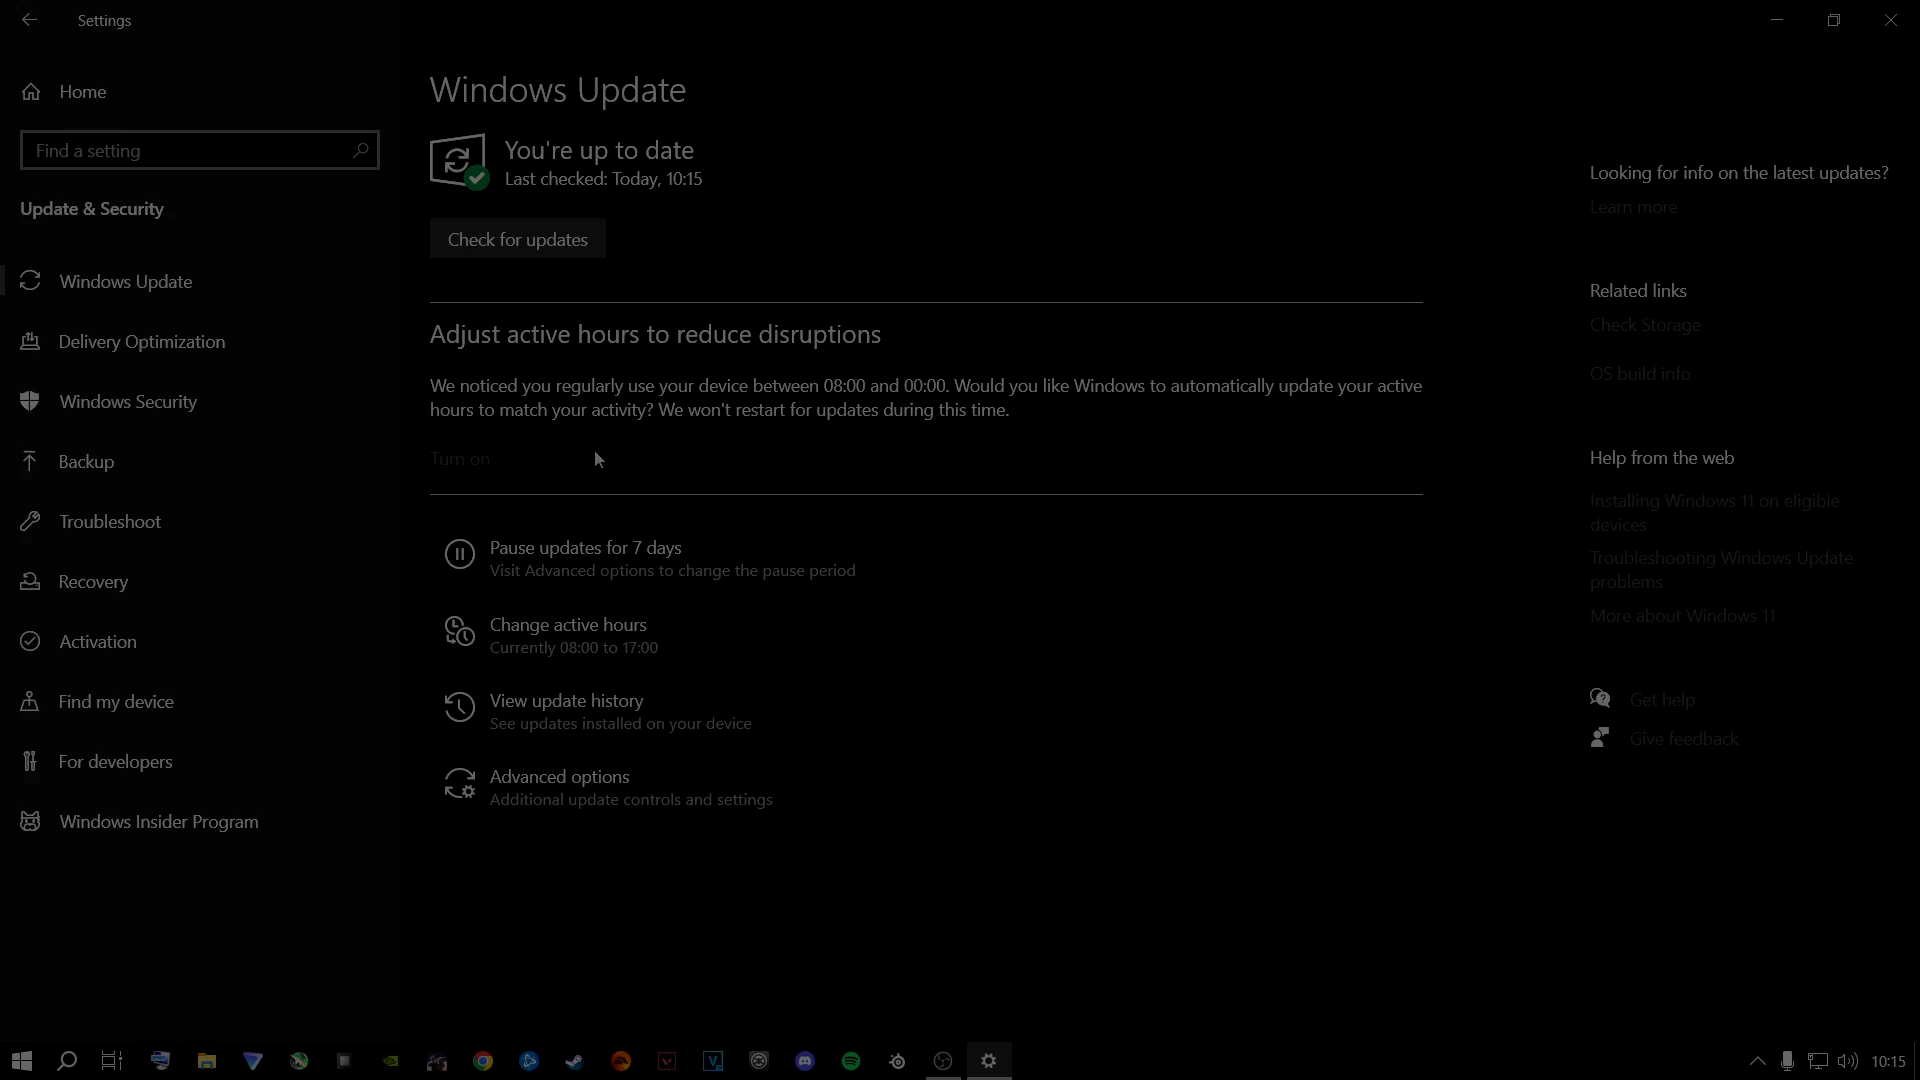 Settings
Home
Find a setting
Update & Security
Windows Update
Delivery Optimization
Windows Security
Backup
Troubleshoot
Recovery
Activation
Find my device
For developers
Windows Insider Program
Windows Update
You're up to date
Last checked: Today, 10:15
Check for updates
Adjust active hours to reduce disruptions
We noticed you regularly use your device between 08:00 and 00:00. Would you like Windows to automatically update your active
hours to match your activity? We won't restart for updates during this time.
Turn on
Pause updates for 7 days
Visit Advanced options to change the pause period
Change active hours
Currently 08:00 to 17:00
View update history
See updates installed on your device
Advanced options
Additional update controls and settings
Looking for info on the latest updates?
Learn more
Related links
Check Storage
OS build info
Help from the web
Installing Windows 11 on eligible
devices
Troubleshooting Windows Update
problems
More about Windows 11
Get help
Give feedback
10:15